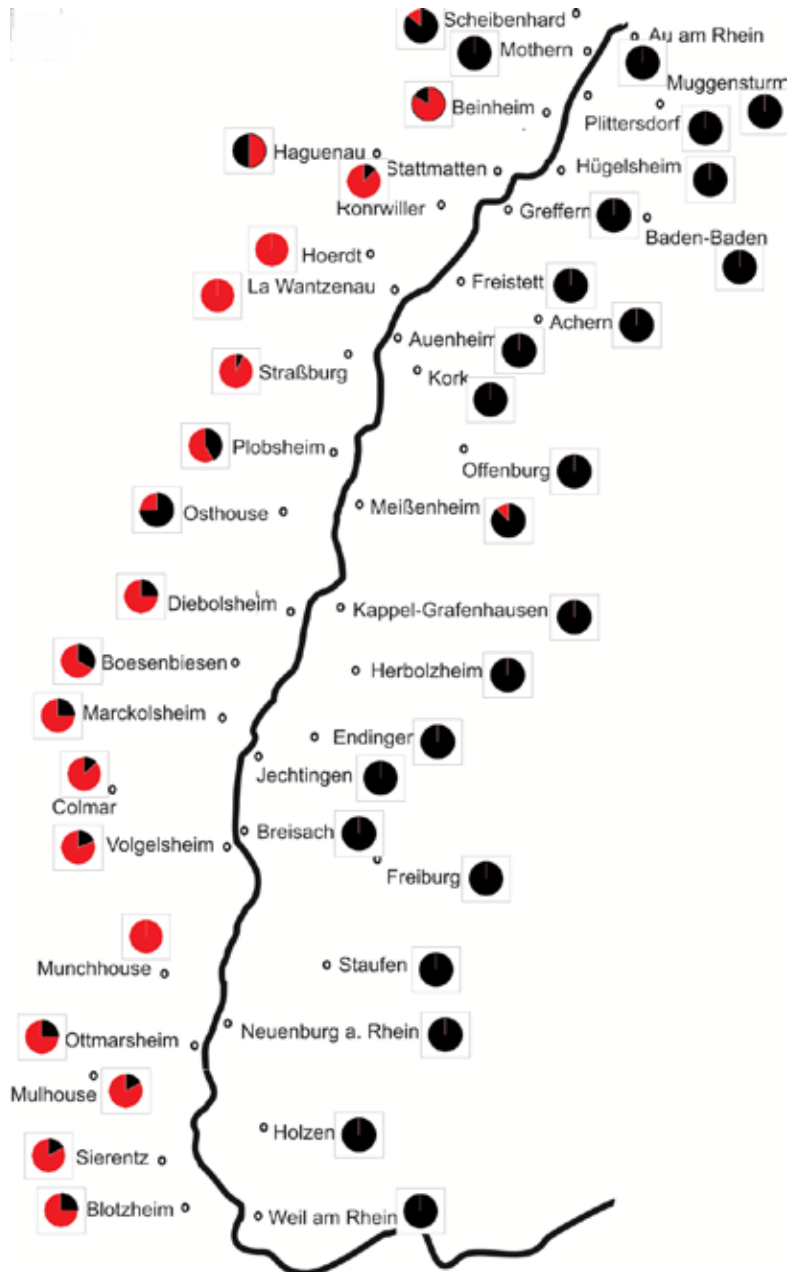 Scheibenhard
Au am Rhein
Mothern
Muggensturm
Beinheim
Plittersdorf
Haguenau
Stattmatten
Hügelsheim
Rohrwiller
Greffern
Baden-Baden
Hoerdt
La Wantzenau
Freistett
Achern
Auenheim
Straßburg
Kork
Plobsheim
Offenburg
Osthouse
Meißenheim
Diebolsheim
Kappel-Grafenhausen
Boesenbiesen
Herbolzheim
Marckolsheim
Endingen
Jechtingen
Colmar
Breisach
Volgelsheim
Freiburg
Munchhouse
Staufen
Neuenburg a. Rhein
Ottmarsheim
Mulhouse
Holzen
Sierentz
Blotzheim
Weil am Rhein